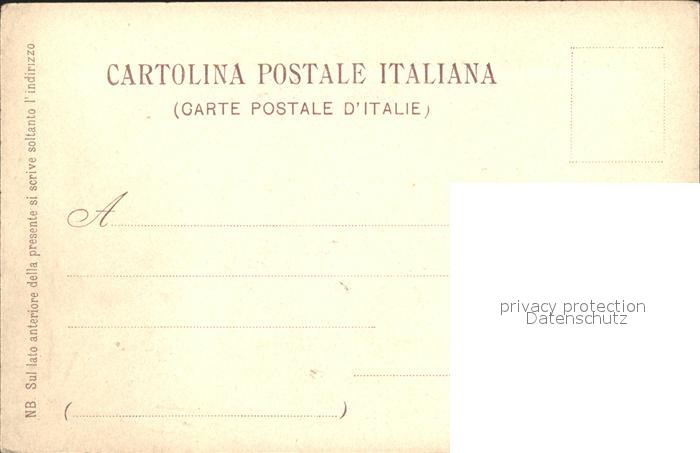 CARTOLINA POSTALE ITALIANA
(CARTE POSTALE D'ITALIE)
NB Sul lato anteriore della presente si scrive soltanto l'indirizzo
A
( )
privacy protection
Datenschutz